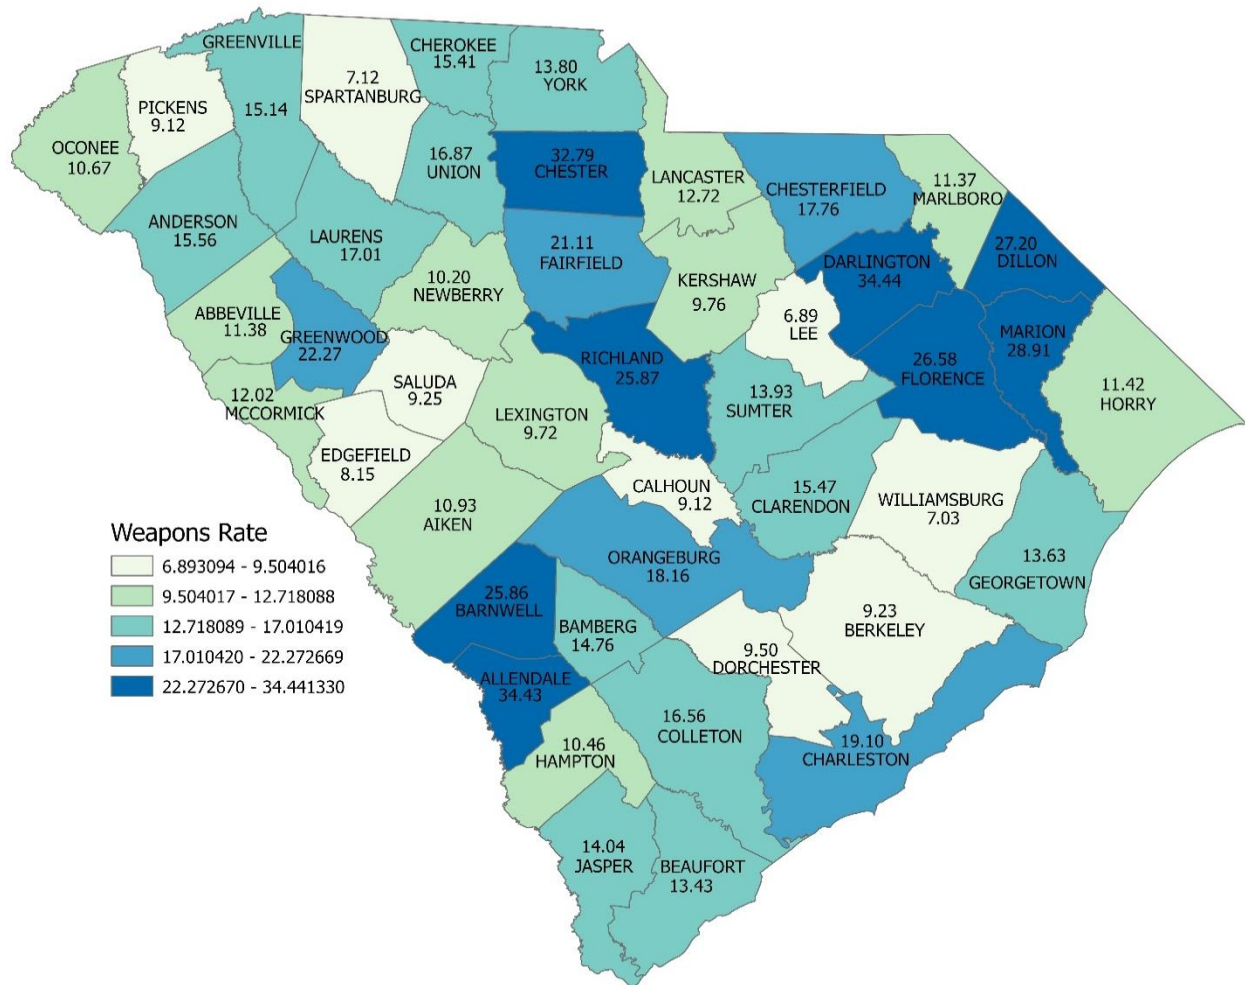 GREENVILLE
15.14
CHEROKEE
15.41
13.80
YORK
7.12
SPARTANBURG
PICKENS
9.12
OCONEE
10.67
16.87
UNION
32.79
CHESTER
LANCASTER
12.72
CHESTERFIELD
17.76
11.37
MARLBORO
ANDERSON
15.56
LAURENS
17.01
21.11
FAIRFIELD
27.20
DILLON
DARLINGTON
34.44
10.20
NEWBERRY
KERSHAW
9.76
ABBEVILLE
11.38
GREENWOOD
22.27
6.89
LEE
MARION
28.91
RICHLAND
25.87
26.58
FLORENCE
SALUDA
9.25
13.93
SUMTER
11.42
HORRY
12.02
MCCORMICK
LEXINGTON
9.72
EDGEFIELD
8.15
CALHOUN
9.12
15.47
CLARENDON
WILLIAMSBURG
7.03
10.93
AIKEN
ORANGEBURG
18.16
13.63
GEORGETOWN
25.86
BARNWELL
BAMBERG
14.76
9.23
BERKELEY
9.50
DORCHESTER
ALLENDALE
34.43
16.56
COLLETON
19.10
CHARLESTON
10.46
HAMPTON
14.04
JASPER
BEAUFORT
13.43
Weapons Rate
6.893094 - 9.504016
9.504017 - 12.718088
12.718089 - 17.010419
17.010420 - 22.272669
22.272670 - 34.441330